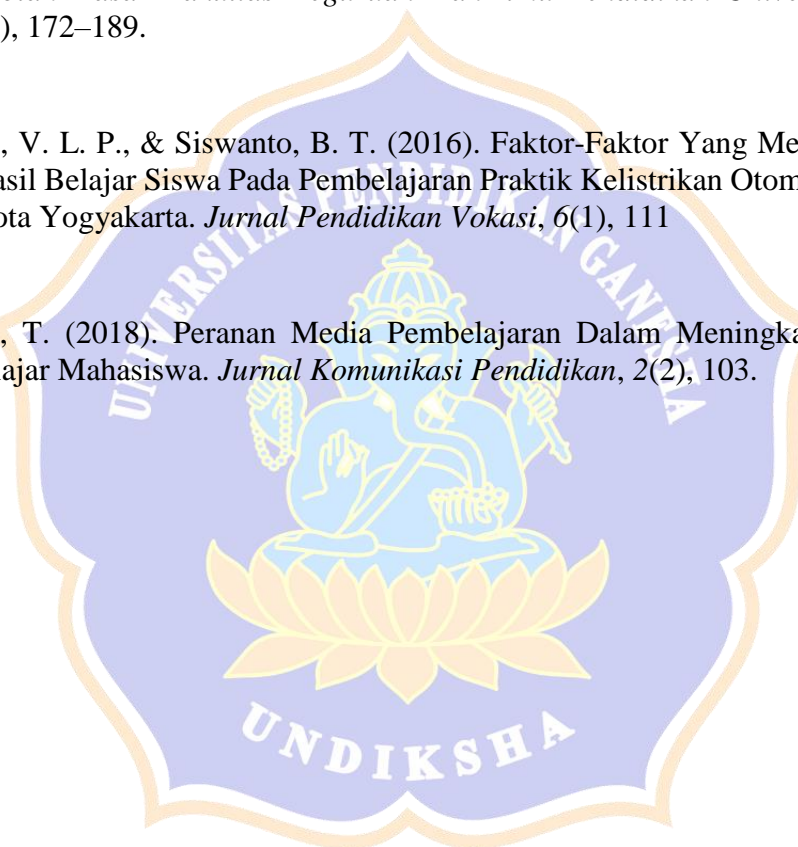 ), 172–189.
, V. L. P., & Siswanto, B. T. (2016). Faktor-Faktor Yang Me
asil Belajar Siswa Pada Pembelajaran Praktik Kelistrikan Otom
ota Yogyakarta. Jurnal Pendidikan Vokasi, 6(1), 111
, T. (2018). Peranan Media Pembelajaran Dalam Meningka
ajar Mahasiswa. Jurnal Komunikasi Pendidikan, 2(2), 103.
UNIVERSITAS PENDIDIKAN GANESHA
UNDIKSHA